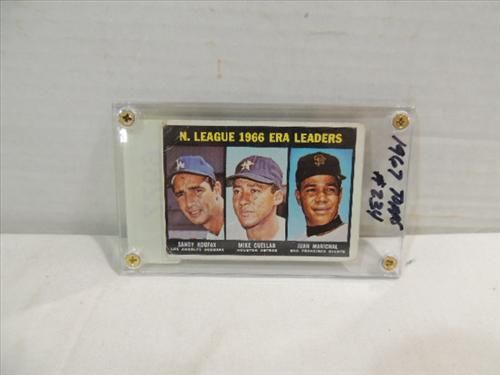 N. LEAGUE 1966 ERA LEADERS
SANDY KOUFAX
LOS ANGELES DODGERS
MIKE CUELLAR
HOUSTON ASTROS
JUAN MARICHAL
SAN FRANCISCO GIANTS
1967 TOPPS
#234